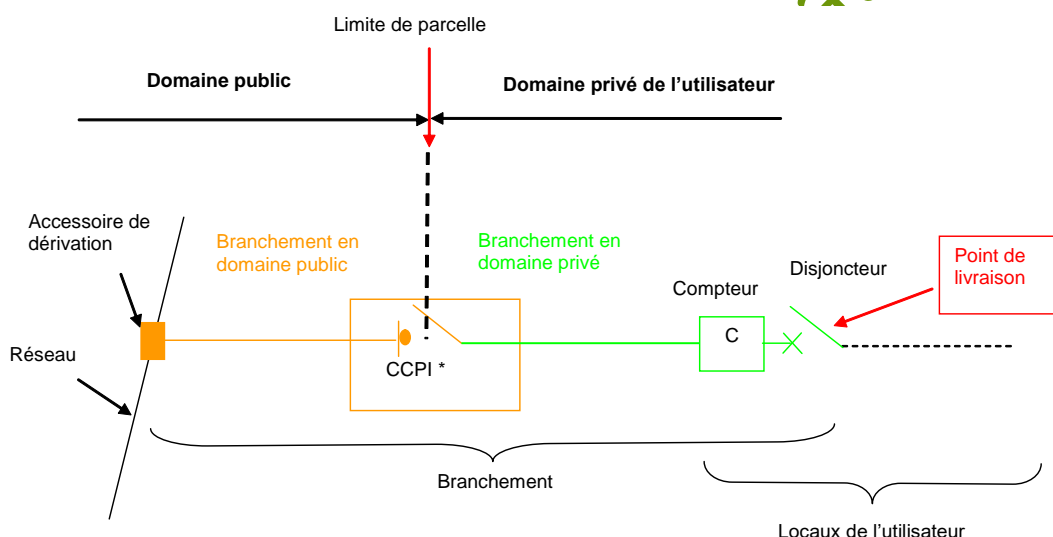 Limite de parcelle
Domaine public
Domaine privé de l'utilisateur
Accessoire de
dérivation
Branchement en
domaine public
Branchement en
domaine privé
Point de
livraison
Disjoncteur
Compteur
C
Réseau
CCPI *
Branchement
Locaux de l'utilisateur